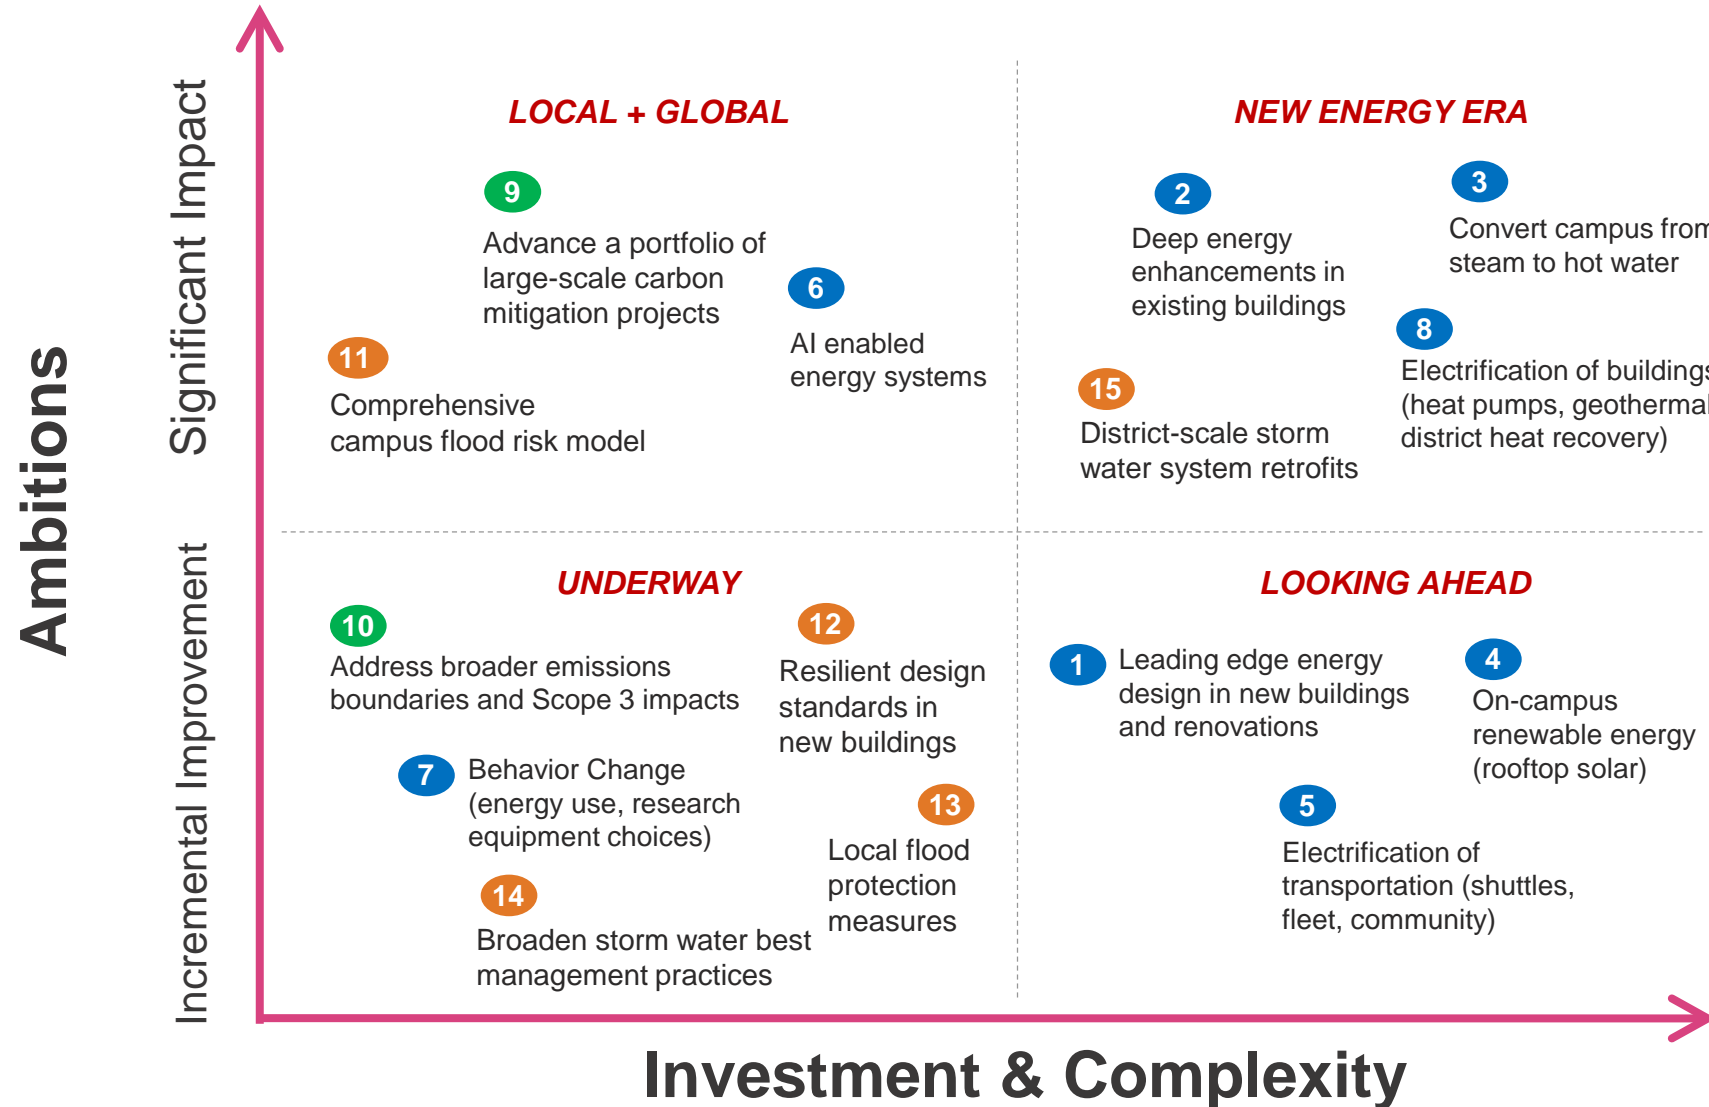 Ambitions
Significant Impact
Incremental Improvement
LOCAL + GLOBAL
9
Advance a portfolio of
large-scale carbon
mitigation projects
6
AI enabled
energy systems
11
Comprehensive
campus flood risk model
NEW ENERGY ERA
2
Deep energy
enhancements in
existing buildings
3
Convert campus from
steam to hot water
8
Electrification of buildings
(heat pumps, geothermal
district heat recovery)
15
District-scale storm
water system retrofits
UNDERWAY
10
Address broader emissions
boundaries and Scope 3 impacts
12
Resilient design
standards in
new buildings
7
Behavior Change
(energy use, research
equipment choices)
13
Local flood
protection
measures
14
Broaden storm water best
management practices
LOOKING AHEAD
1
Leading edge energy
design in new buildings
and renovations
4
On-campus
renewable energy
(rooftop solar)
5
Electrification of
transportation (shuttles,
fleet, community)
Investment & Complexity